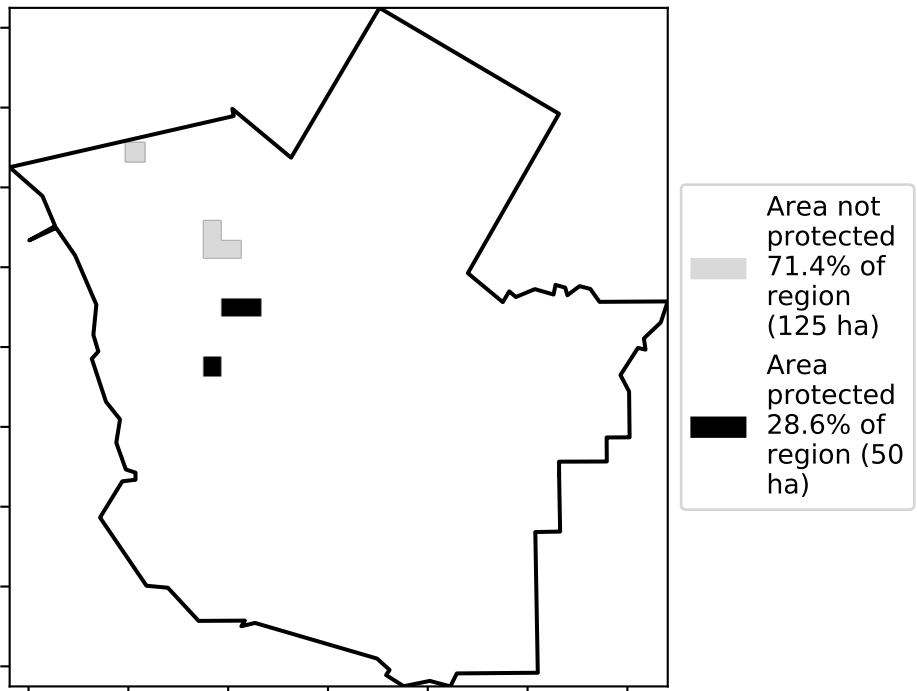 Area not
protected
71.4% of
region
(125 ha)
Area
protected
28.6% of
region (50
ha)